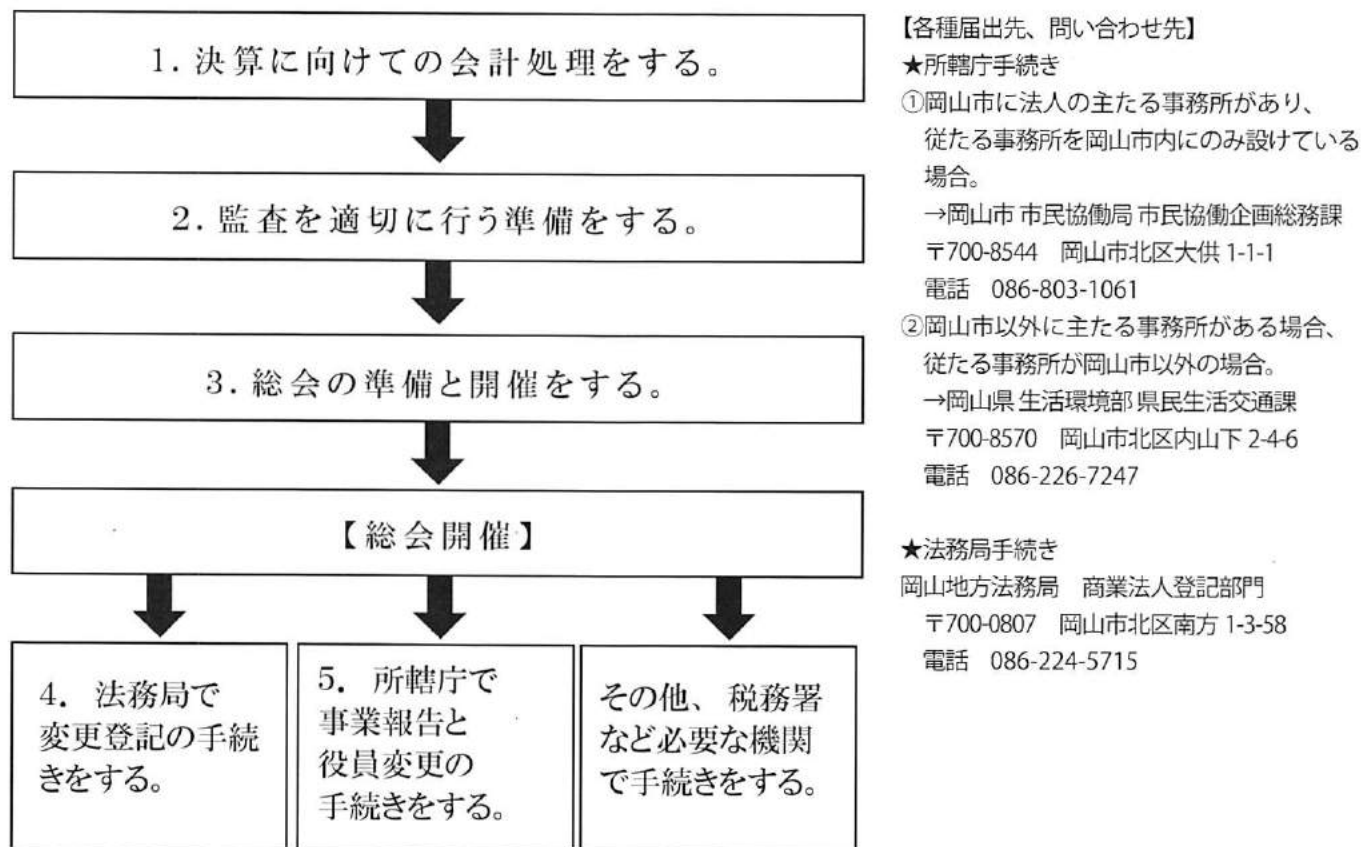 1. 決算に向けての会計処理をする。
2. 監査を適切に行う準備をする。
3. 総会の準備と開催をする。
【総会開催】
4. 法務局で
変更登記の手続
きをする。
5. 所轄庁で
事業報告と
役員変更の
手続きをする。
その他、税務署
など必要な機関
で手続きをする。
【各種届出先、問い合わせ先】
★所轄庁手続き
①岡山市に法人の主たる事務所があり、
従たる事務所を岡山市内にのみ設けている
場合。
→岡山市 市民協働局 市民協働企画総務課
〒700-8544　岡山市北区大供 1-1-1
電話　086-803-1061
②岡山市以外に主たる事務所がある場合、
従たる事務所が岡山市以外の場合。
→岡山県 生活環境部 県民生活交通課
〒700-8570　岡山市北区内山下 2-4-6
電話　086-226-7247
★法務局手続き
岡山地方法務局　商業法人登記部門
〒700-0807　岡山市北区南方 1-3-58
電話　086-224-5715